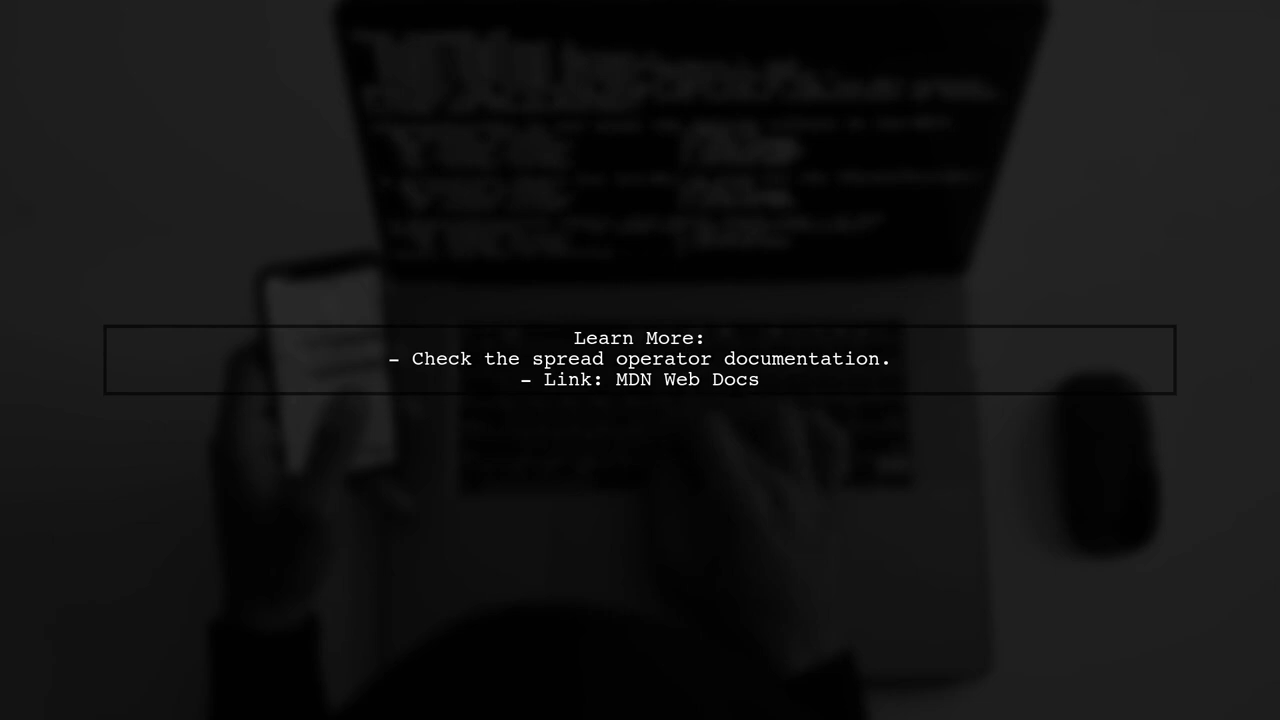 Learn More:
- Check the spread operator documentation.
- Link: MDN Web Docs